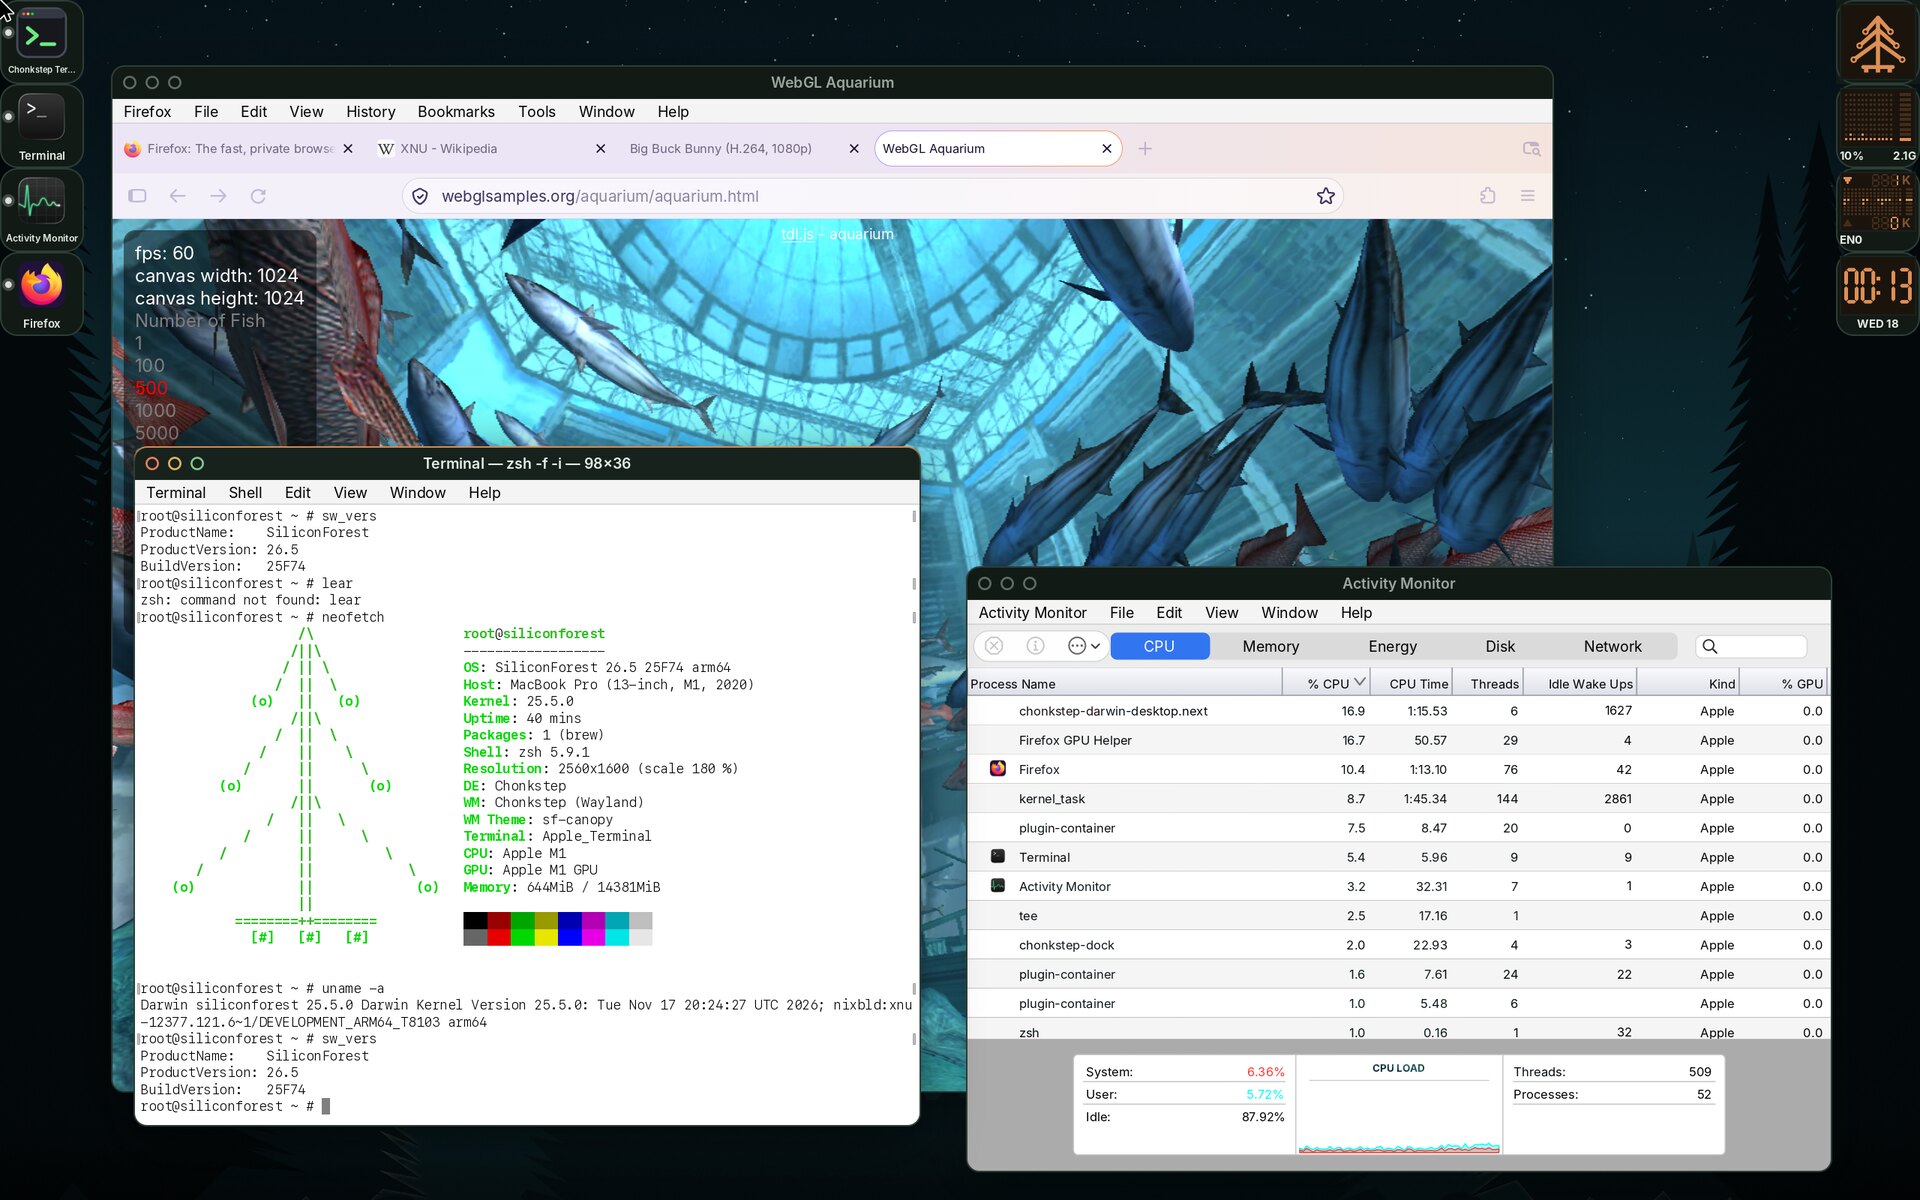 Chonkstep Ter...
Terminal
Activity Monitor
Firefox
WebGL Aquarium
Firefox File Edit View History Bookmarks Tools Window Help
Firefox: The fast, private browse
XNU - Wikipedia
Big Buck Bunny (H.264, 1080p)
WebGL Aquarium
webglsamples.org/aquarium/aquarium.html
tdl.js - aquarium
fps: 60
canvas width: 1024
canvas height: 1024
Number of Fish
1
100
500
1000
5000
Terminal — zsh -f -i — 98×36
Terminal Shell Edit View Window Help
root@siliconforest ~ # sw_vers
ProductName:    SiliconForest
ProductVersion: 26.5
BuildVersion:   25F74
root@siliconforest ~ # lear
zsh: command not found: lear
root@siliconforest ~ # neofetch
root@siliconforest
------------------
OS: SiliconForest 26.5 25F74 arm64
Host: MacBook Pro (13-inch, M1, 2020)
Kernel: 25.5.0
Uptime: 40 mins
Packages: 1 (brew)
Shell: zsh 5.9.1
Resolution: 2560x1600 (scale 180 %)
DE: Chonkstep
WM: Chonkstep (Wayland)
WM Theme: sf-canopy
Terminal: Apple_Terminal
CPU: Apple M1
GPU: Apple M1 GPU
Memory: 644MiB / 14381MiB
root@siliconforest ~ # uname -a
Darwin siliconforest 25.5.0 Darwin Kernel Version 25.5.0: Tue Nov 17 20:24:27 UTC 2026; nixbld:xnu
-12377.121.6~1/DEVELOPMENT_ARM64_T8103 arm64
root@siliconforest ~ # sw_vers
ProductName:    SiliconForest
ProductVersion: 26.5
BuildVersion:   25F74
root@siliconforest ~ #
Activity Monitor
Activity Monitor File Edit View Window Help
CPU Memory Energy Disk Network
Process Name % CPU CPU Time Threads Idle Wake Ups Kind % GPU
chonkstep-darwin-desktop.next 16.9 1:15.53 6 1627 Apple 0.0
Firefox GPU Helper 16.7 50.57 29 4 Apple 0.0
Firefox 10.4 1:13.10 76 42 Apple 0.0
kernel_task 8.7 1:45.34 144 2861 Apple 0.0
plugin-container 7.5 8.47 20 0 Apple 0.0
Terminal 5.4 5.96 9 9 Apple 0.0
Activity Monitor 3.2 32.31 7 1 Apple 0.0
tee 2.5 17.16 1 Apple 0.0
chonkstep-dock 2.0 22.93 4 3 Apple 0.0
plugin-container 1.6 7.61 24 22 Apple 0.0
plugin-container 1.0 5.48 6 Apple 0.0
zsh 1.0 0.16 1 32 Apple 0.0
System: 6.36%
User: 5.72%
Idle: 87.92%
CPU LOAD
Threads: 509
Processes: 52
10% 2.1G
1K
0K
EN0
00:13
WED 18